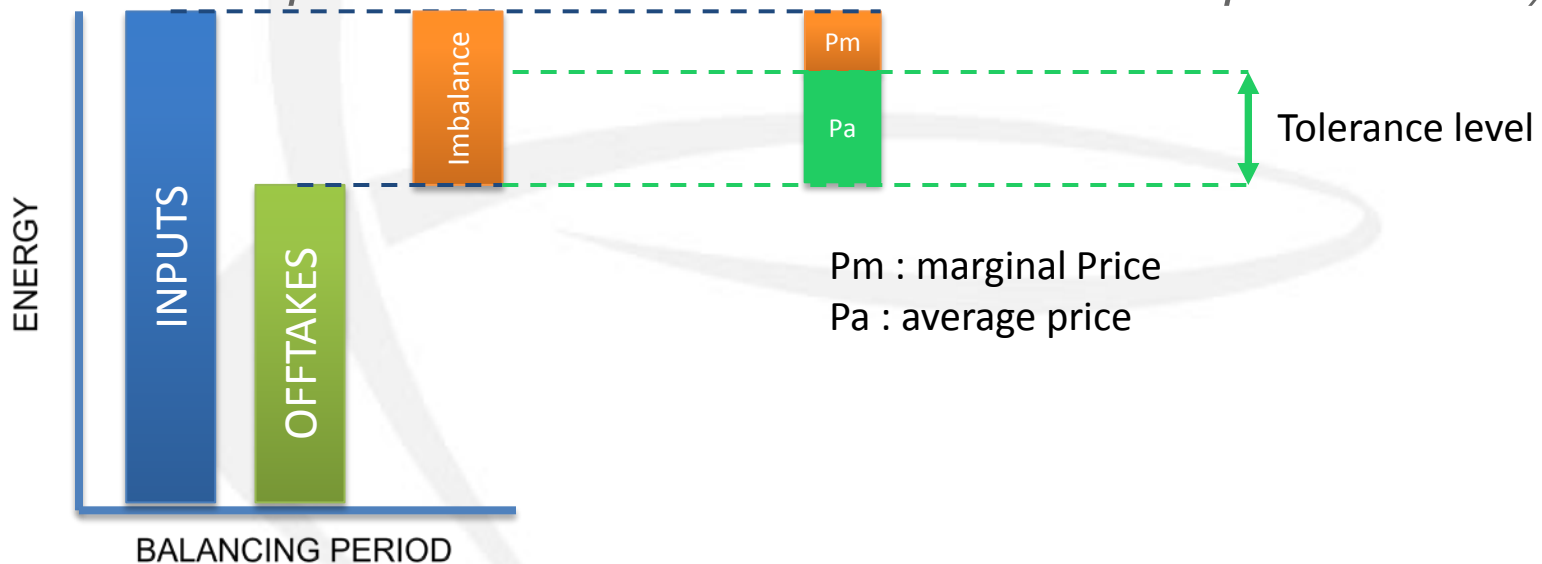 Imbalance
Pm
Pa
Tolerance level
INPUTS
OFFTAKES
ENERGY
Pm : marginal Price
Pa : average price
BALANCING PERIOD